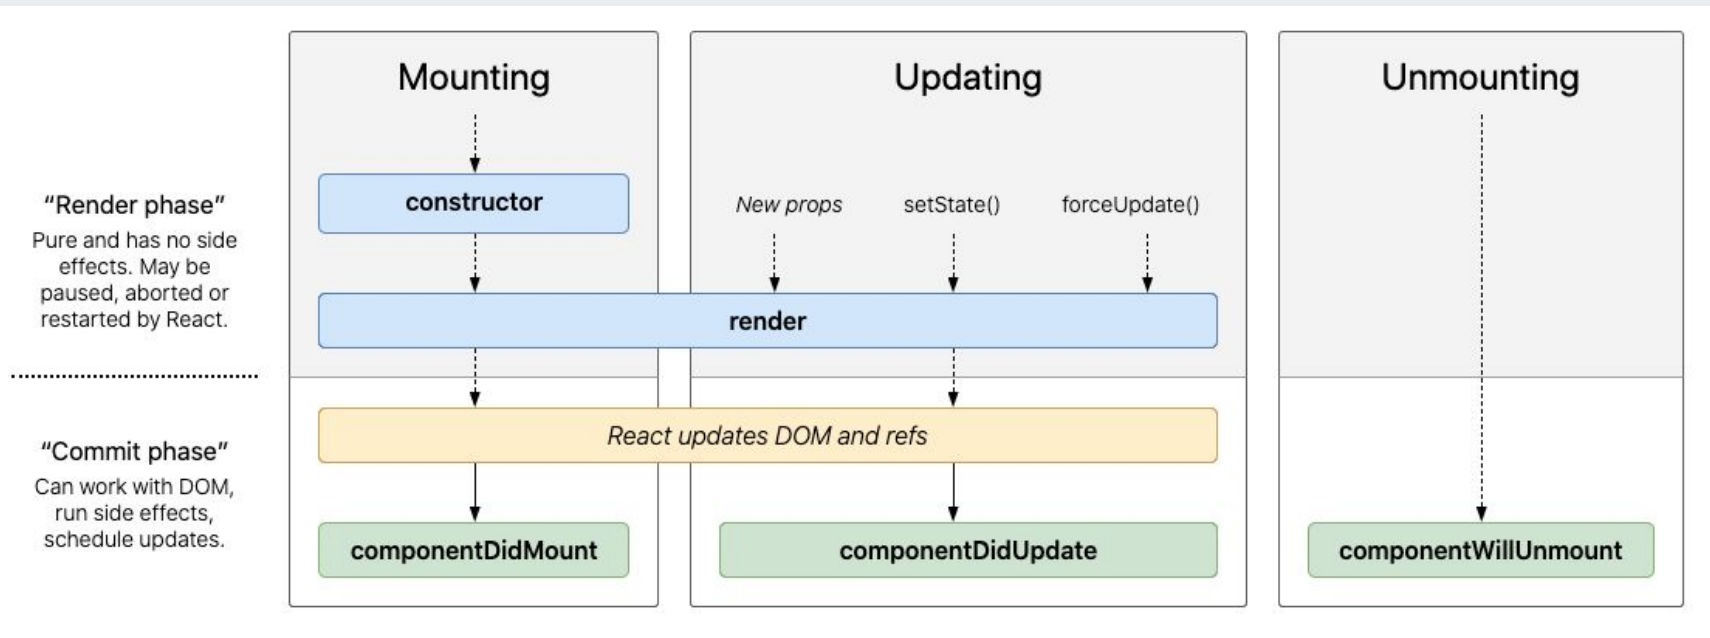 Mounting
Updating
Unmounting
“Render phase”
Pure and has no side
effects. May be
paused, aborted or
restarted by React.
constructor
New props
setState()
forceUpdate()
render
“Commit phase”
Can work with DOM,
run side effects,
schedule updates.
React updates DOM and refs
componentDidMount
componentDidUpdate
componentWillUnmount